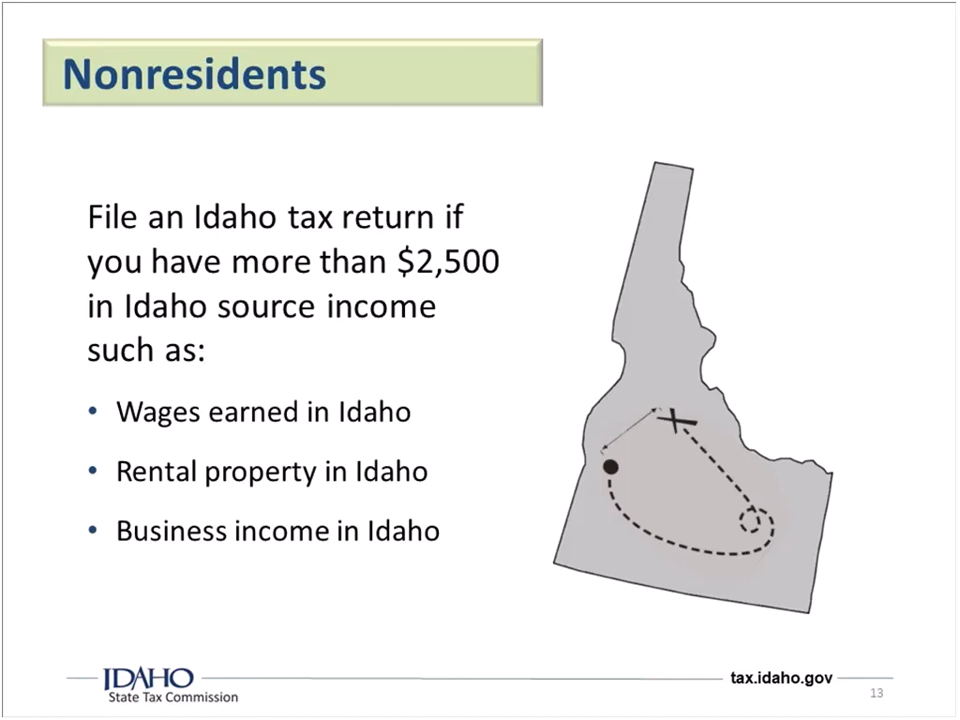 Nonresidents
File an Idaho tax return if
you have more than $2,500
in Idaho source income
such as:
• Wages earned in Idaho
• Rental property in Idaho
• Business income in Idaho
IDAHO
State Tax Commission
tax.idaho.gov
13